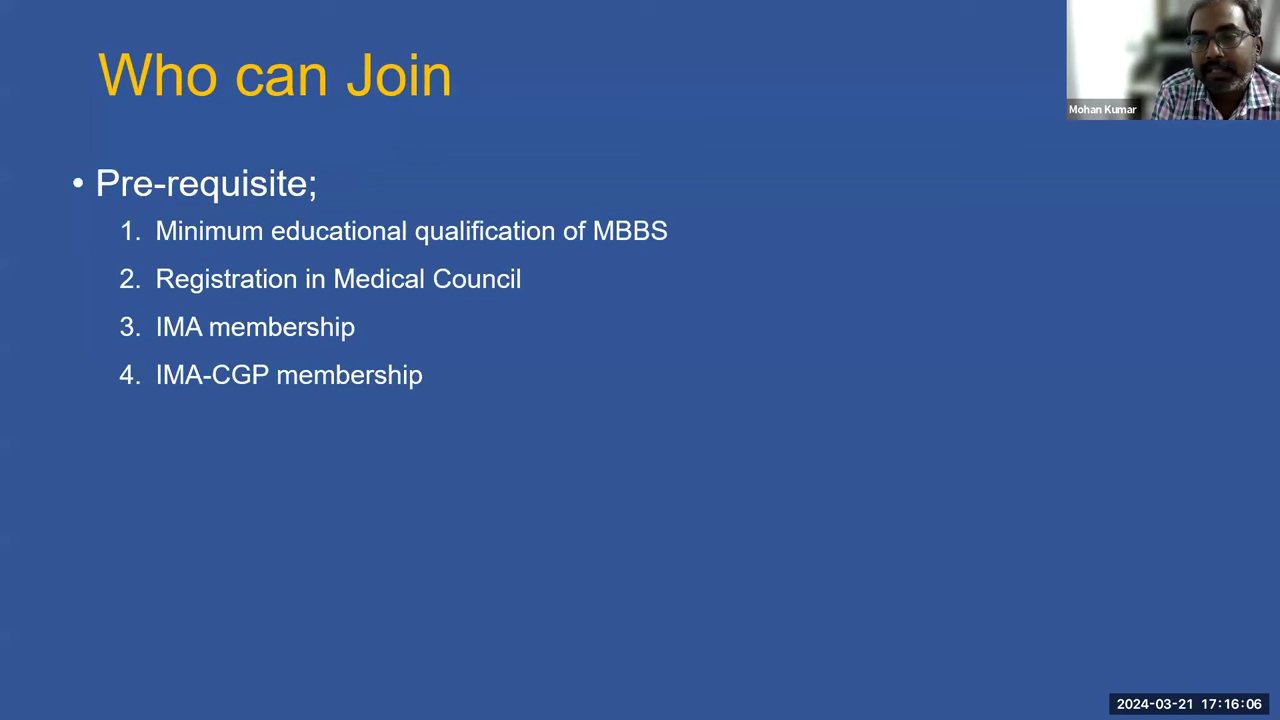 Who can Join
Mohan Kumar
• Pre-requisite;
1. Minimum educational qualification of MBBS
2. Registration in Medical Council
3. IMA membership
4. IMA-CGP membership
2024-03-21 17:16:06